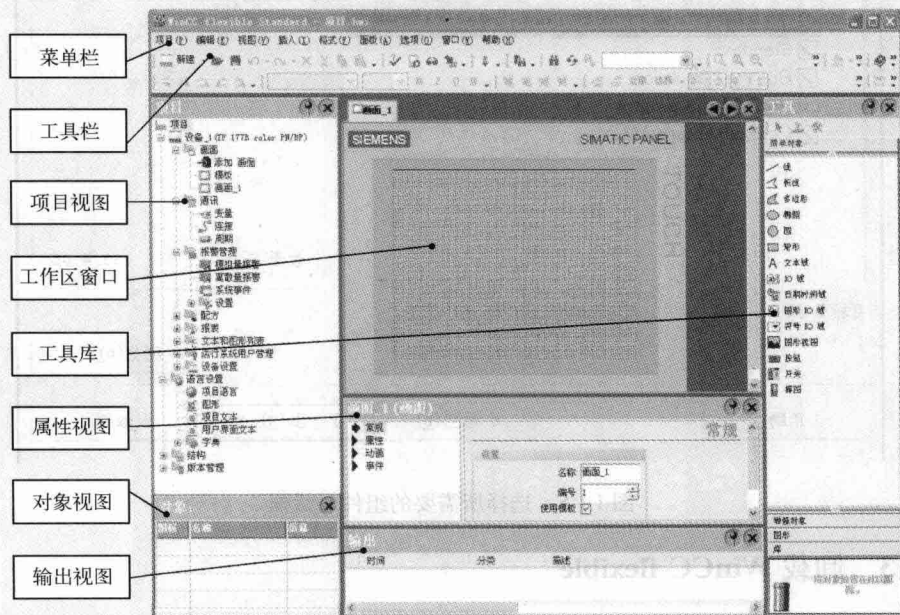 菜单栏
工具栏
项目视图
工作区窗口
工具库
属性视图
对象视图
输出视图
WinCC flexible Standard - 项目.hmi
项目(P) 编辑(E) 视图(V) 插入(I) 格式(F) 面板(A) 选项(O) 窗口(W) 帮助(H)
新建
项目
项目
设备_1(TP 177B color PN/DP)
画面
添加 画面
模板
画面_1
通讯
变量
连接
周期
报警管理
模拟量报警
离散量报警
系统事件
设置
配方
报表
文本和图形列表
运行系统用户管理
设备设置
语言设置
项目语言
图形
项目文本
用户界面文本
字典
结构
版本管理
对象
名称
信息
画面_1
SIEMENS
SIMATIC PANEL
画面_1(画面)
常规
属性
动画
事件
常规
设置
名称 画面_1
编号 1
使用模板
输出
时间 分类 描述
工具
简单对象
线
折线
多边形
椭圆
圆
矩形
A 文本域
IO 域
日期时间域
图形 IO 域
符号 IO 域
图形视图
按钮
开关
棒图
增强对象
图形
库